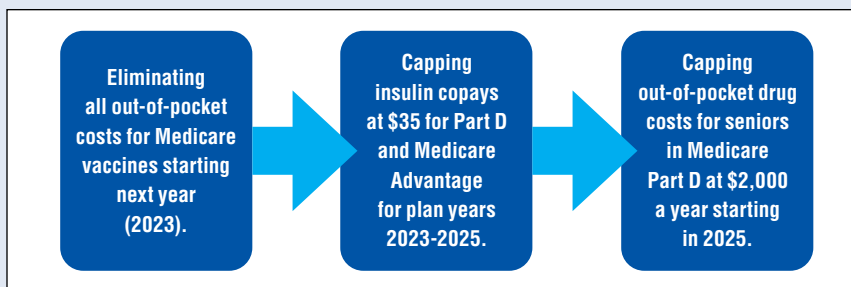 Eliminating
all out-of-pocket
costs for Medicare
vaccines starting
next year
(2023).
Capping
insulin copays
at $35 for Part D
and Medicare
Advantage
for plan years
2023-2025.
Capping
out-of-pocket drug
costs for seniors
in Medicare
Part D at $2,000
a year starting
in 2025.